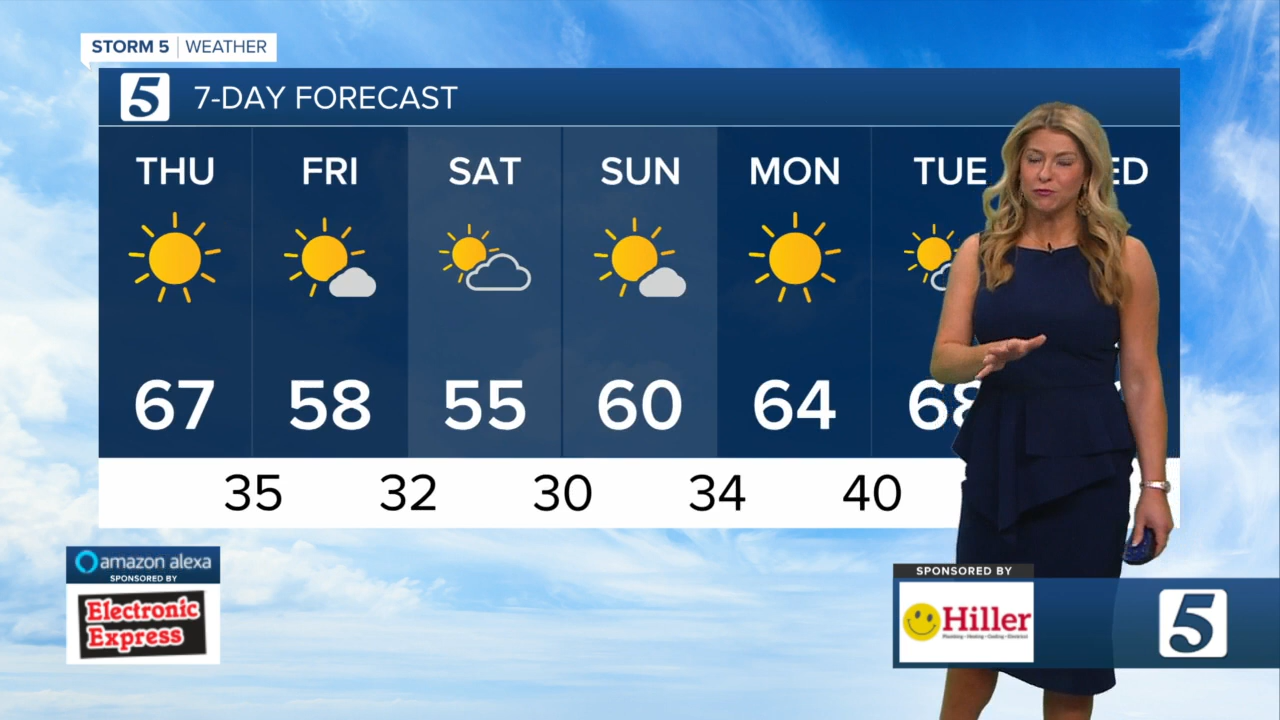 STORM 5 | WEATHER
5 7-DAY FORECAST
THU FRI SAT SUN MON TUE
67 58 55 60 64
35 32 30 34 40
amazon alexa
SPONSORED BY
Electronic
Express
SPONSORED BY
Hiller
5